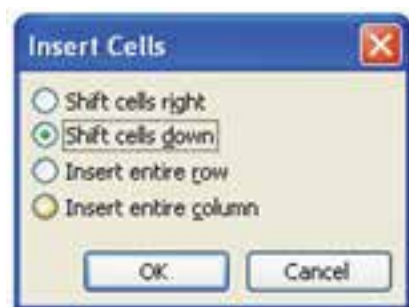 Insert Cells
Shift cells right
Shift cells down
Insert entire row
Insert entire column
OK Cancel